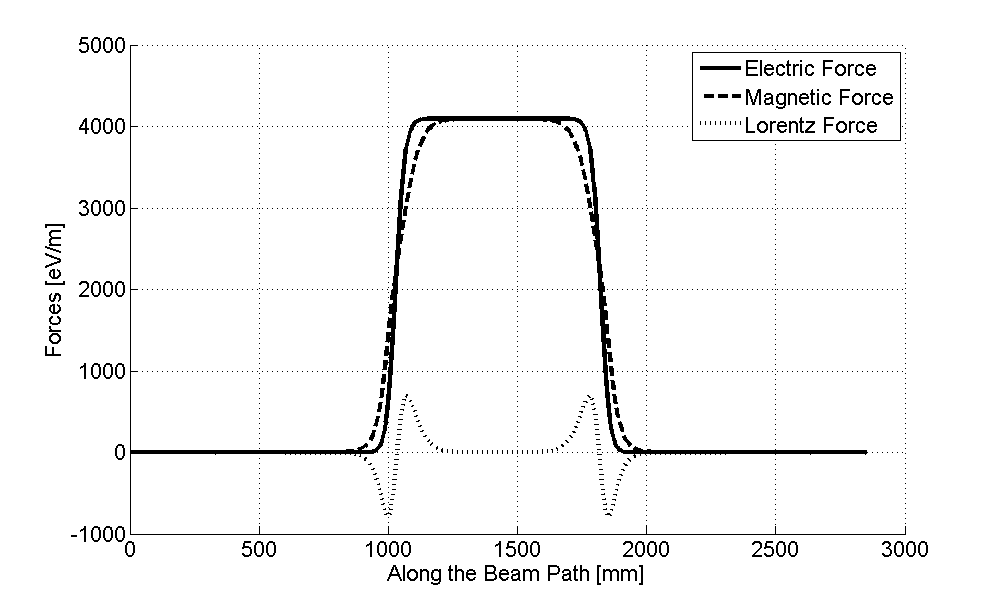 5000
4000
3000
2000
1000
0
-1000
Forces [eV/m]
Electric Force
Magnetic Force
Lorentz Force
0 500 1000 1500 2000 2500 3000
Along the Beam Path [mm]